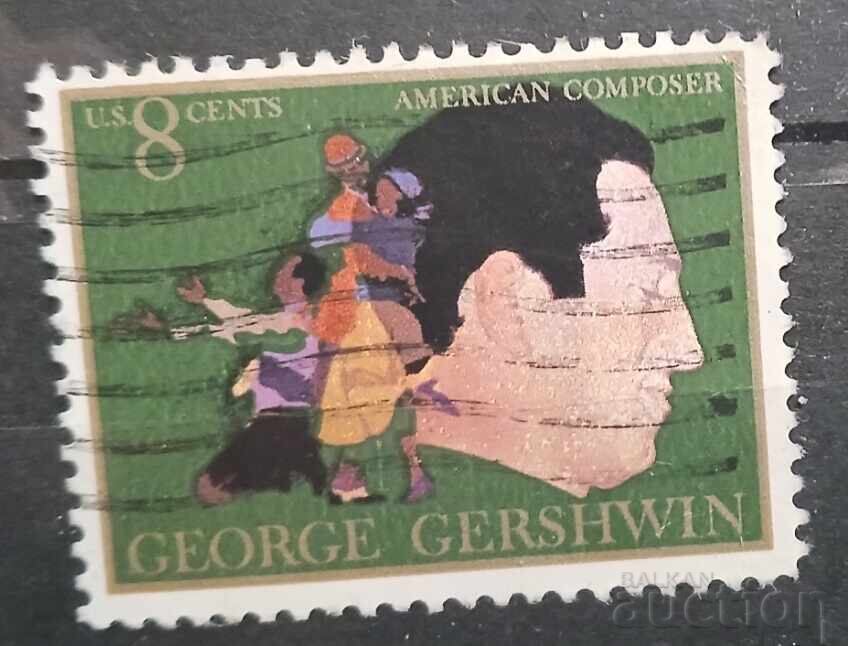 U.S. 8 CENTS
AMERICAN COMPOSER
GEORGE GERSHWIN
BALKAN
auction